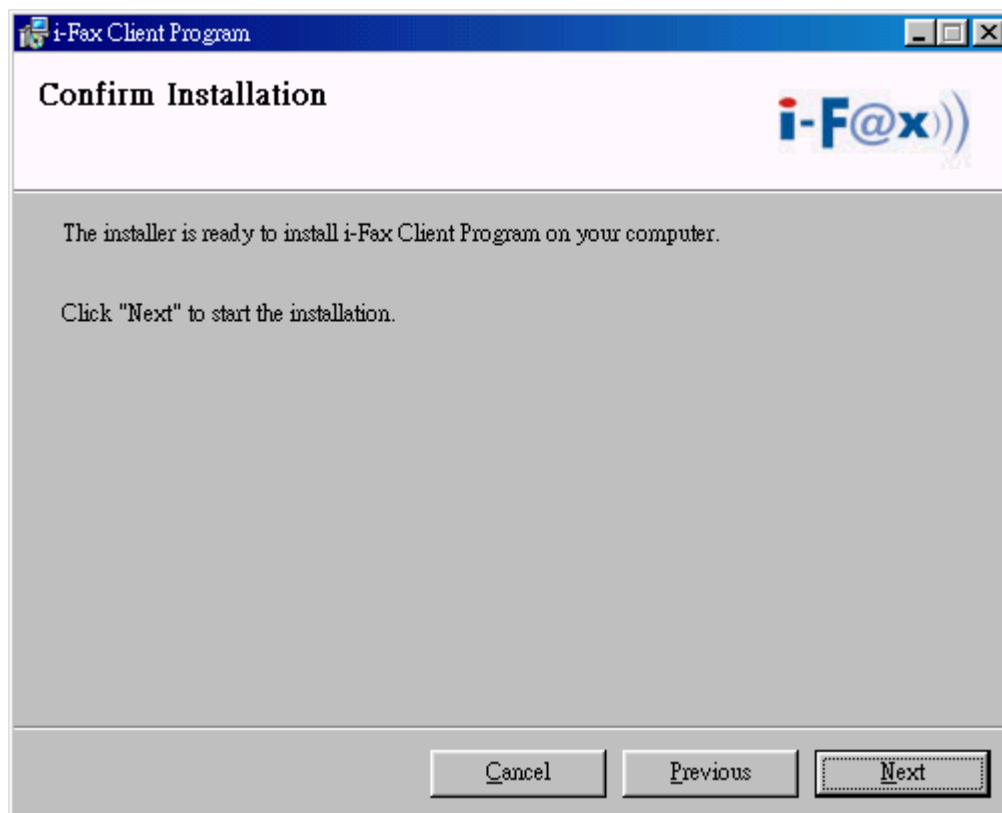 i-Fax Client Program
Confirm Installation
i-F@x
The installer is ready to install i-Fax Client Program on your computer.
Click "Next" to start the installation.
Cancel
Previous
Next